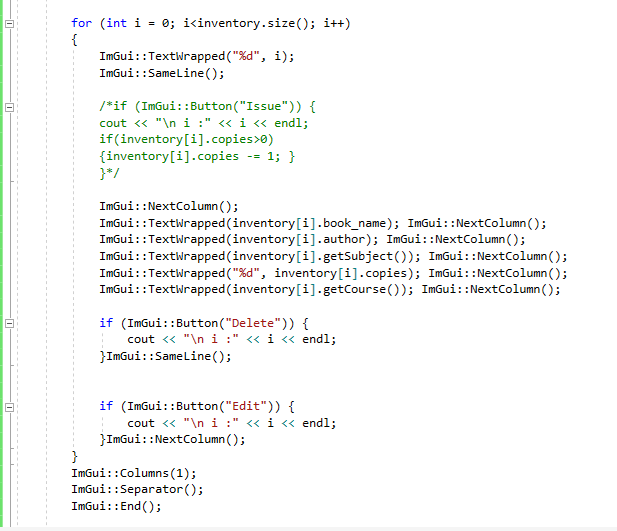 for (int i = 0; i<inventory.size(); i++)
{
ImGui::TextWrapped("%d", i);
ImGui::SameLine();
/*if (ImGui::Button("Issue")) {
cout << "\n i :" << i << endl;
if(inventory[i].copies>0)
{inventory[i].copies -= 1; }
}*/
ImGui::NextColumn();
ImGui::TextWrapped(inventory[i].book_name); ImGui::NextColumn();
ImGui::TextWrapped(inventory[i].author); ImGui::NextColumn();
ImGui::TextWrapped(inventory[i].getSubject()); ImGui::NextColumn();
ImGui::TextWrapped("%d", inventory[i].copies); ImGui::NextColumn();
ImGui::TextWrapped(inventory[i].getCourse()); ImGui::NextColumn();
if (ImGui::Button("Delete")) {
cout << "\n i :" << i << endl;
}ImGui::SameLine();
if (ImGui::Button("Edit")) {
cout << "\n i :" << i << endl;
}ImGui::NextColumn();
}
ImGui::Columns(1);
ImGui::Separator();
ImGui::End();